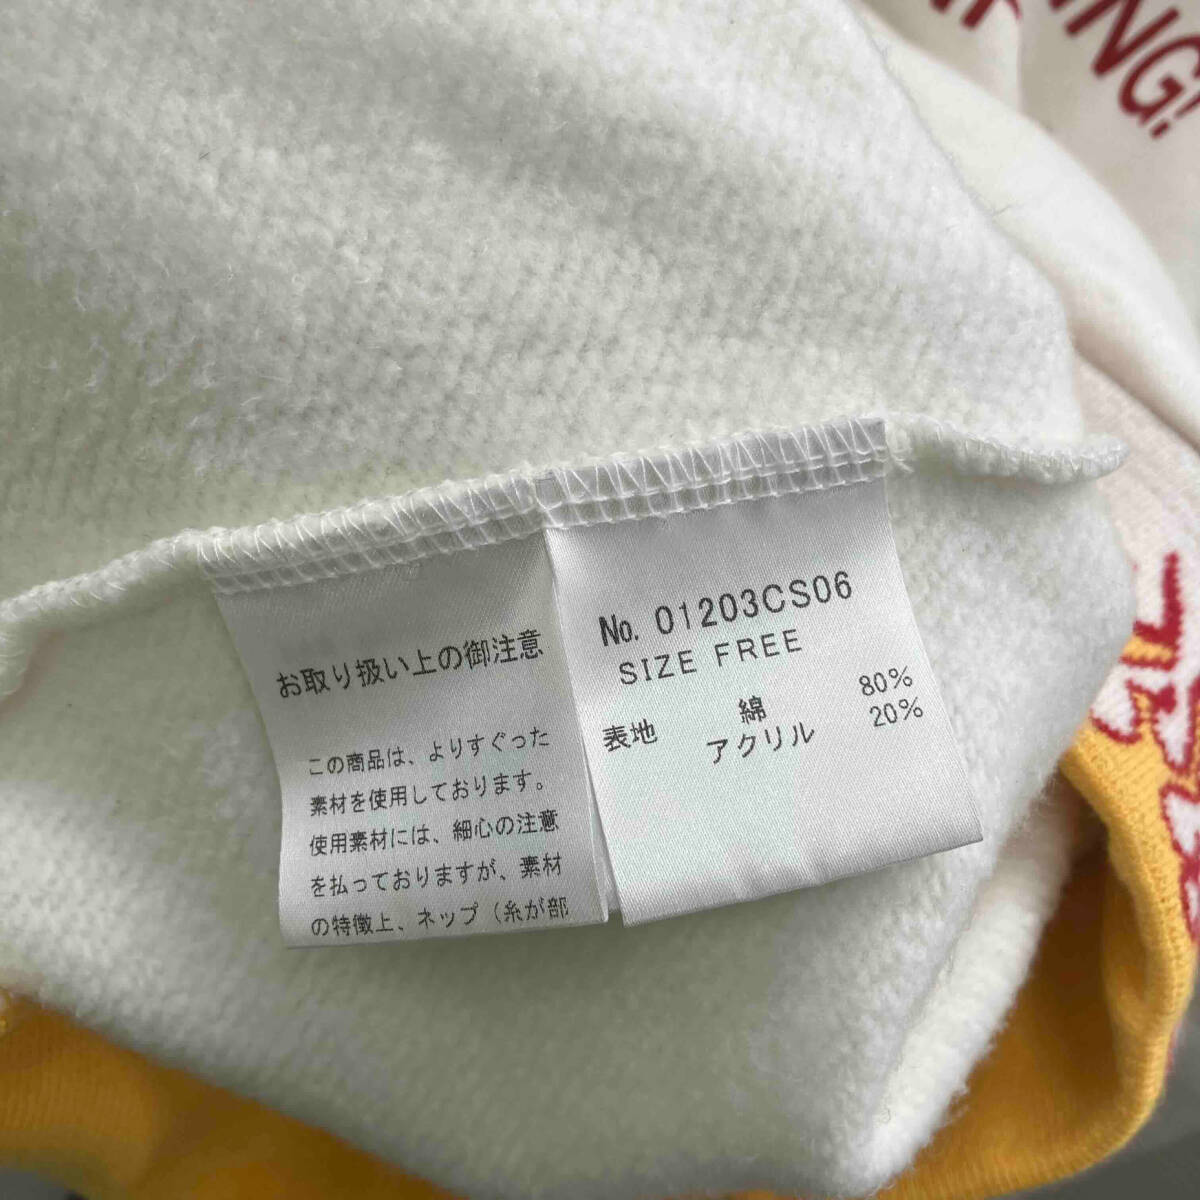 NING!
お取り扱い上の御注意
この商品は、よりすぐった
素材を使用しております。
使用素材には、細心の注意
を払っておりますが、素材
の特徴上、ネップ（糸が部
No. 01203CS06
SIZE FREE
表地 綿 80%
アクリル 20%